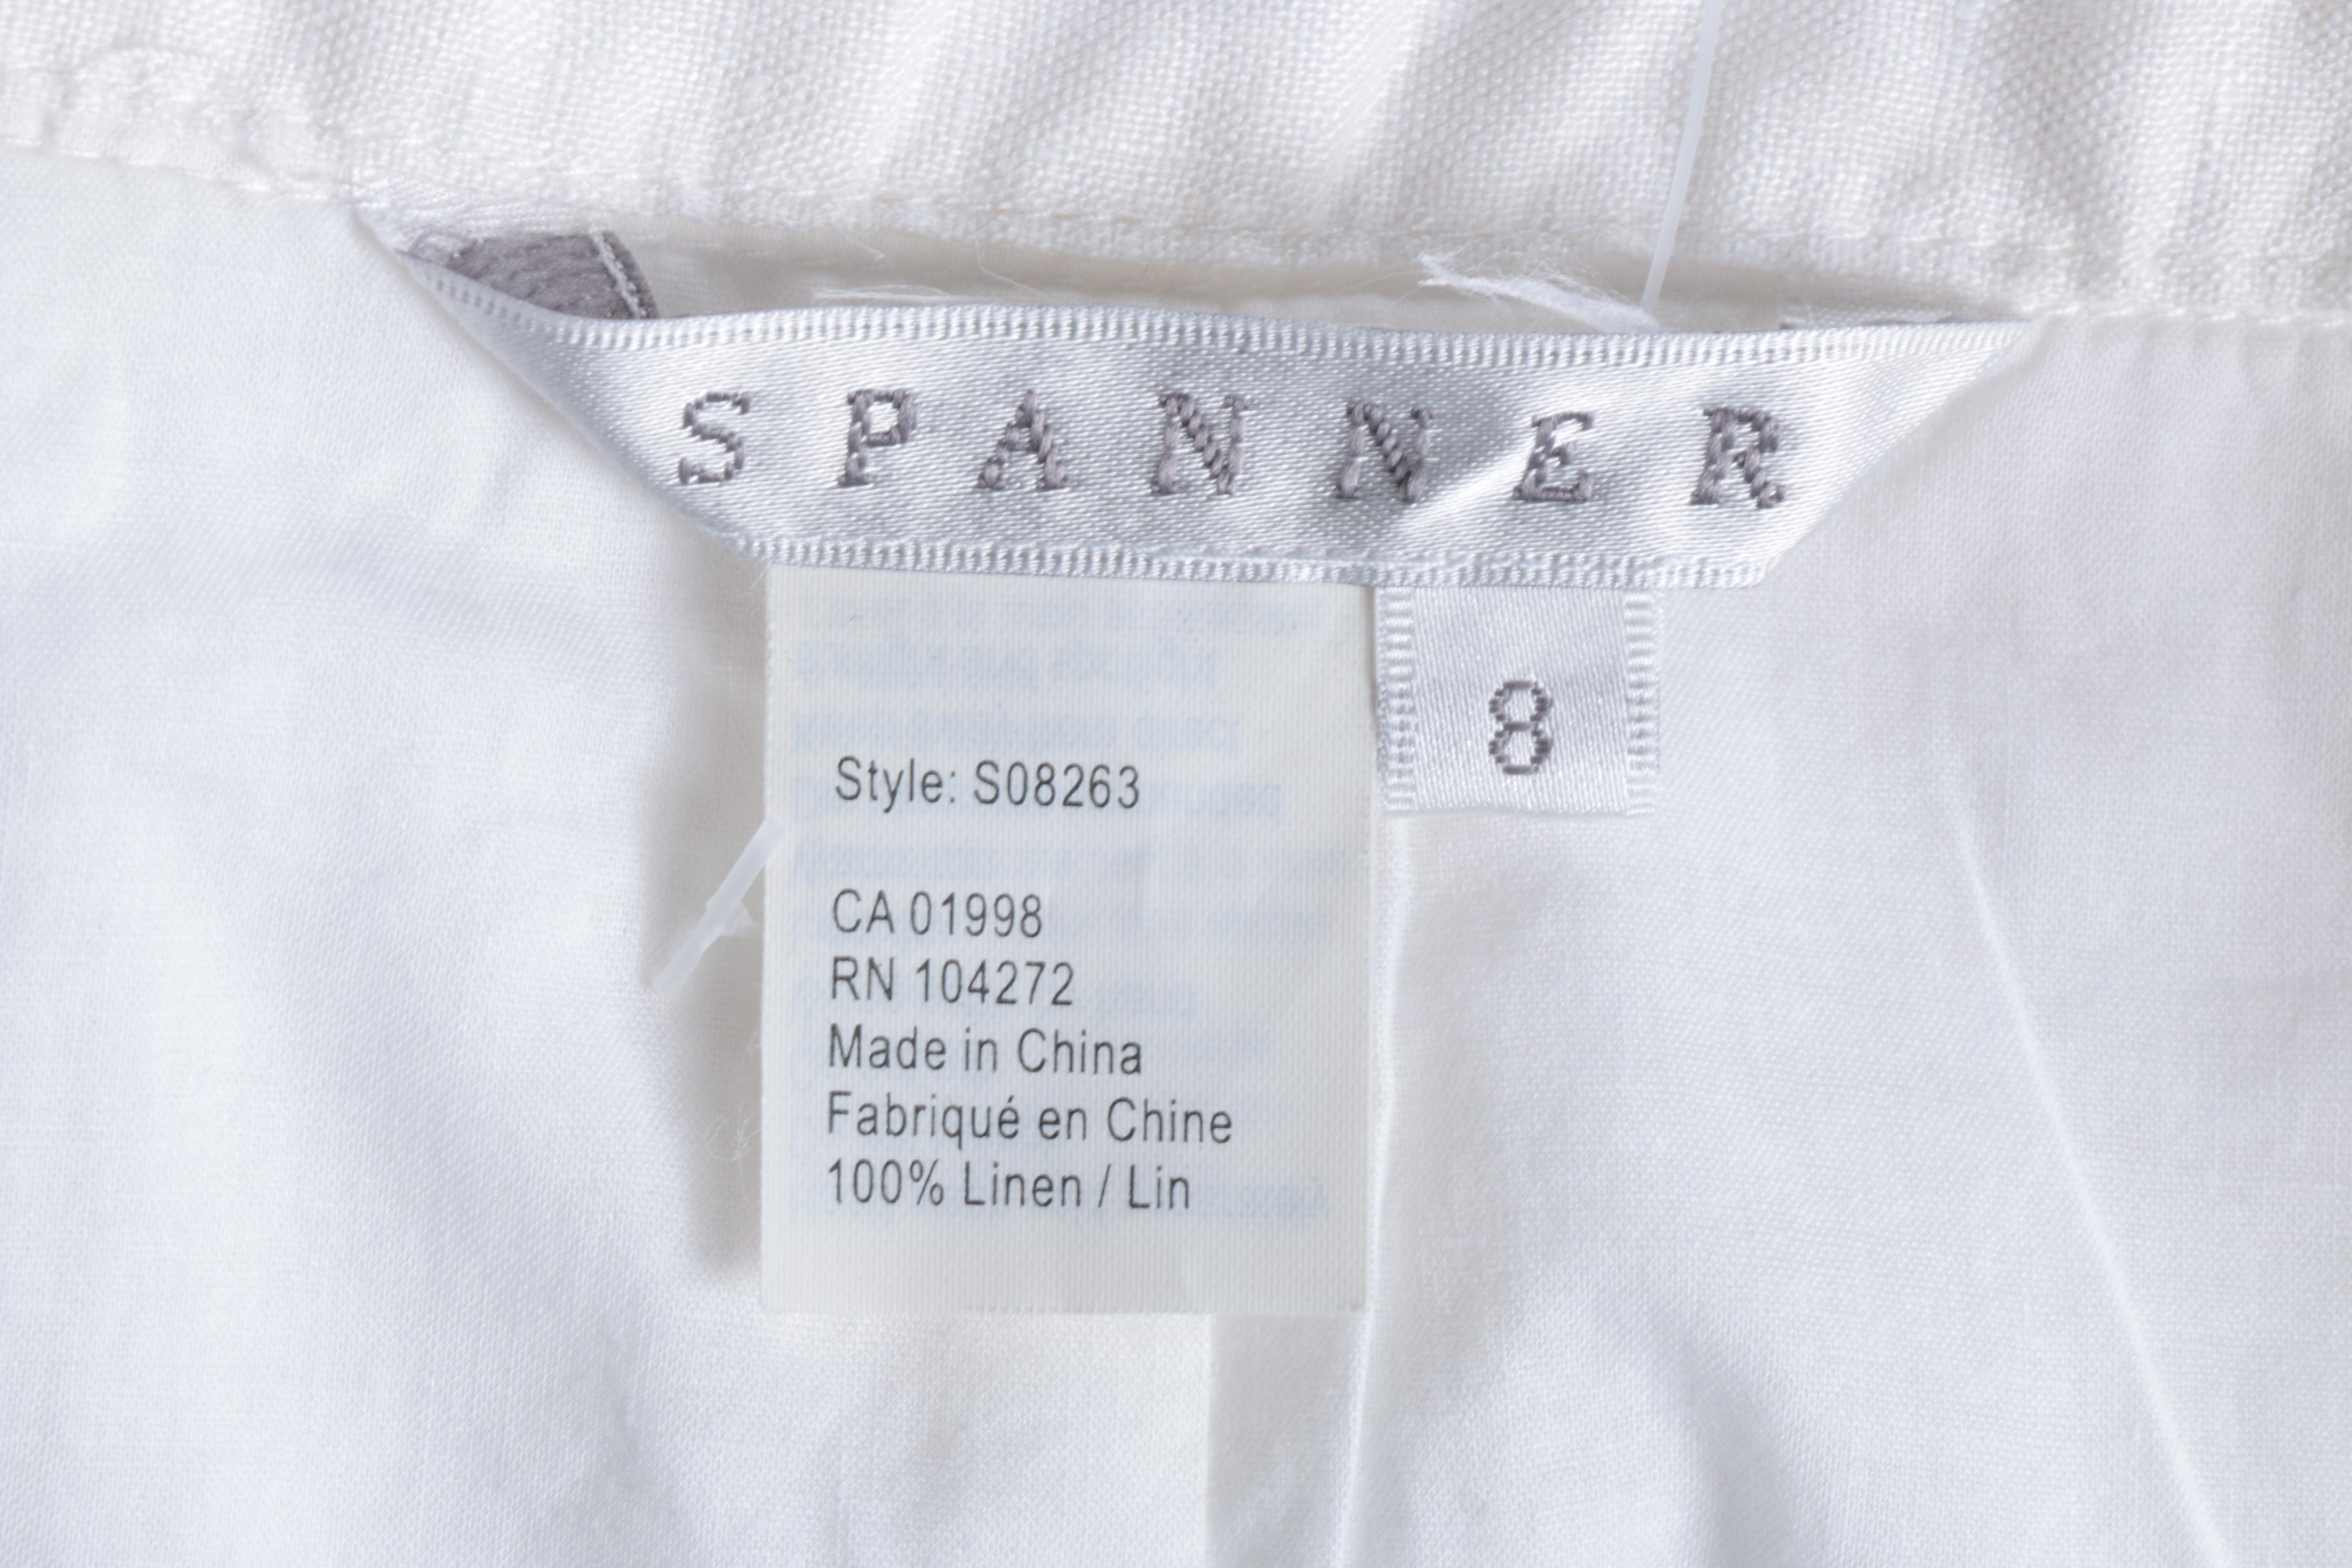 SPANNER
8
Style: S08263
CA 01998
RN 104272
Made in China
Fabriqué en Chine
100% Linen / Lin